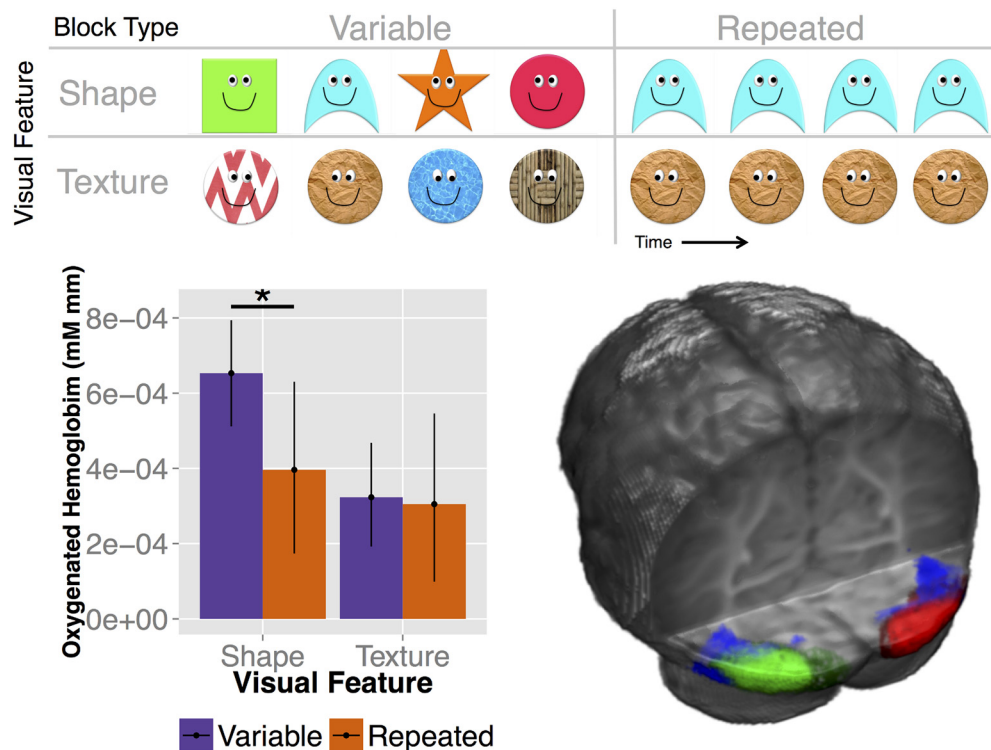 Block Type Variable Repeated
Visual Feature
Shape
Texture
Time
Oxygenated Hemoglobim (mM mm)
*
8e−04
6e−04
4e−04
2e−04
0e+00
Shape Texture
Visual Feature
Variable Repeated